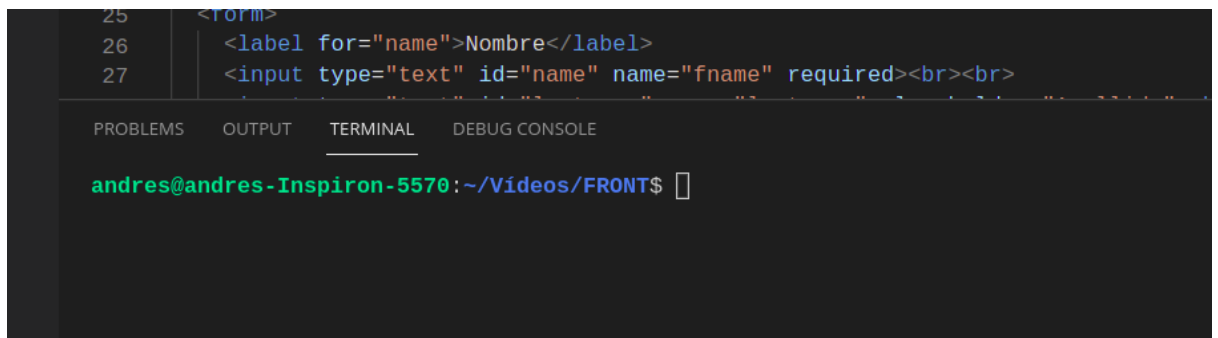 25 <form>
26 <label for="name">Nombre</label>
27 <input type="text" id="name" name="fname" required><br><br>
PROBLEMS OUTPUT TERMINAL DEBUG CONSOLE
andres@andres-Inspiron-5570:~/Vídeos/FRONT$